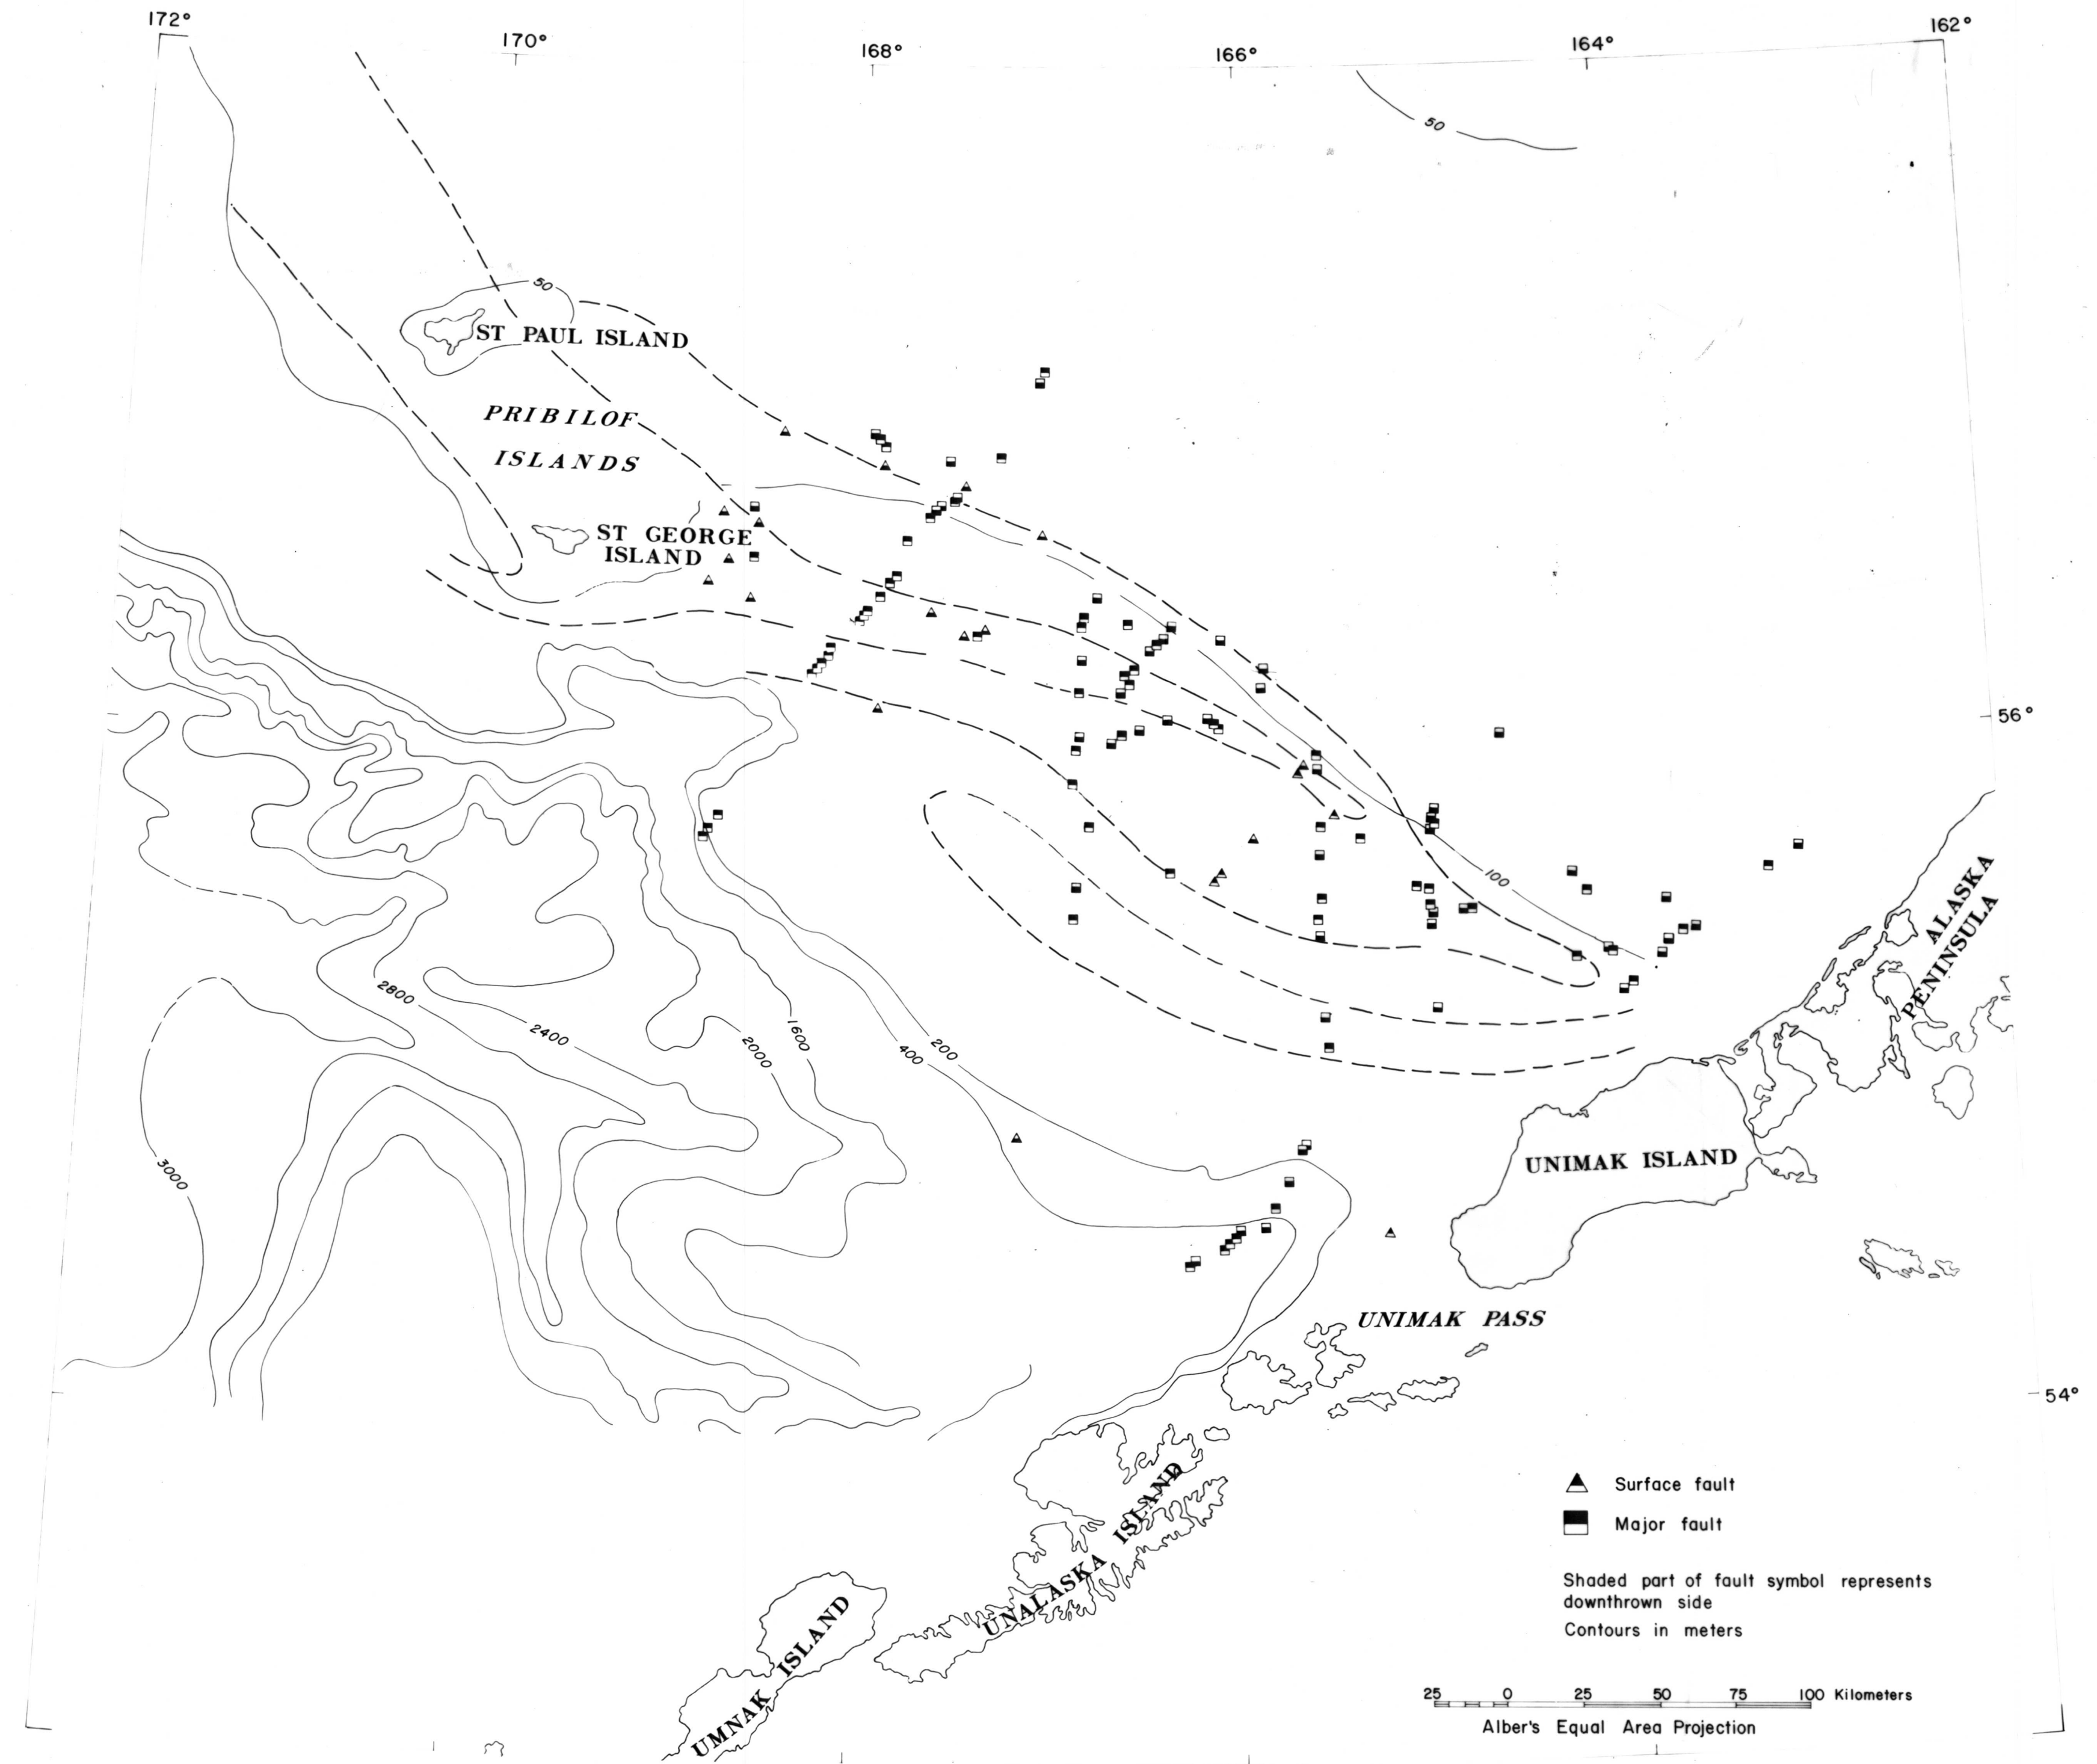 172°
170°
168°
166°
164°
162°
50
50
ST PAUL ISLAND
PRIBILOF
ISLANDS
ST GEORGE
ISLAND
56°
100
ALASKA
PENINSULA
2800
2400
2000
1600
400
200
3000
UNIMAK ISLAND
UNIMAK PASS
54°
UNALASKA ISLAND
UMNAK ISLAND
Surface fault
Major fault
Shaded part of fault symbol represents
downthrown side
Contours in meters
25 0 25 50 75 100 Kilometers
Alber's Equal Area Projection